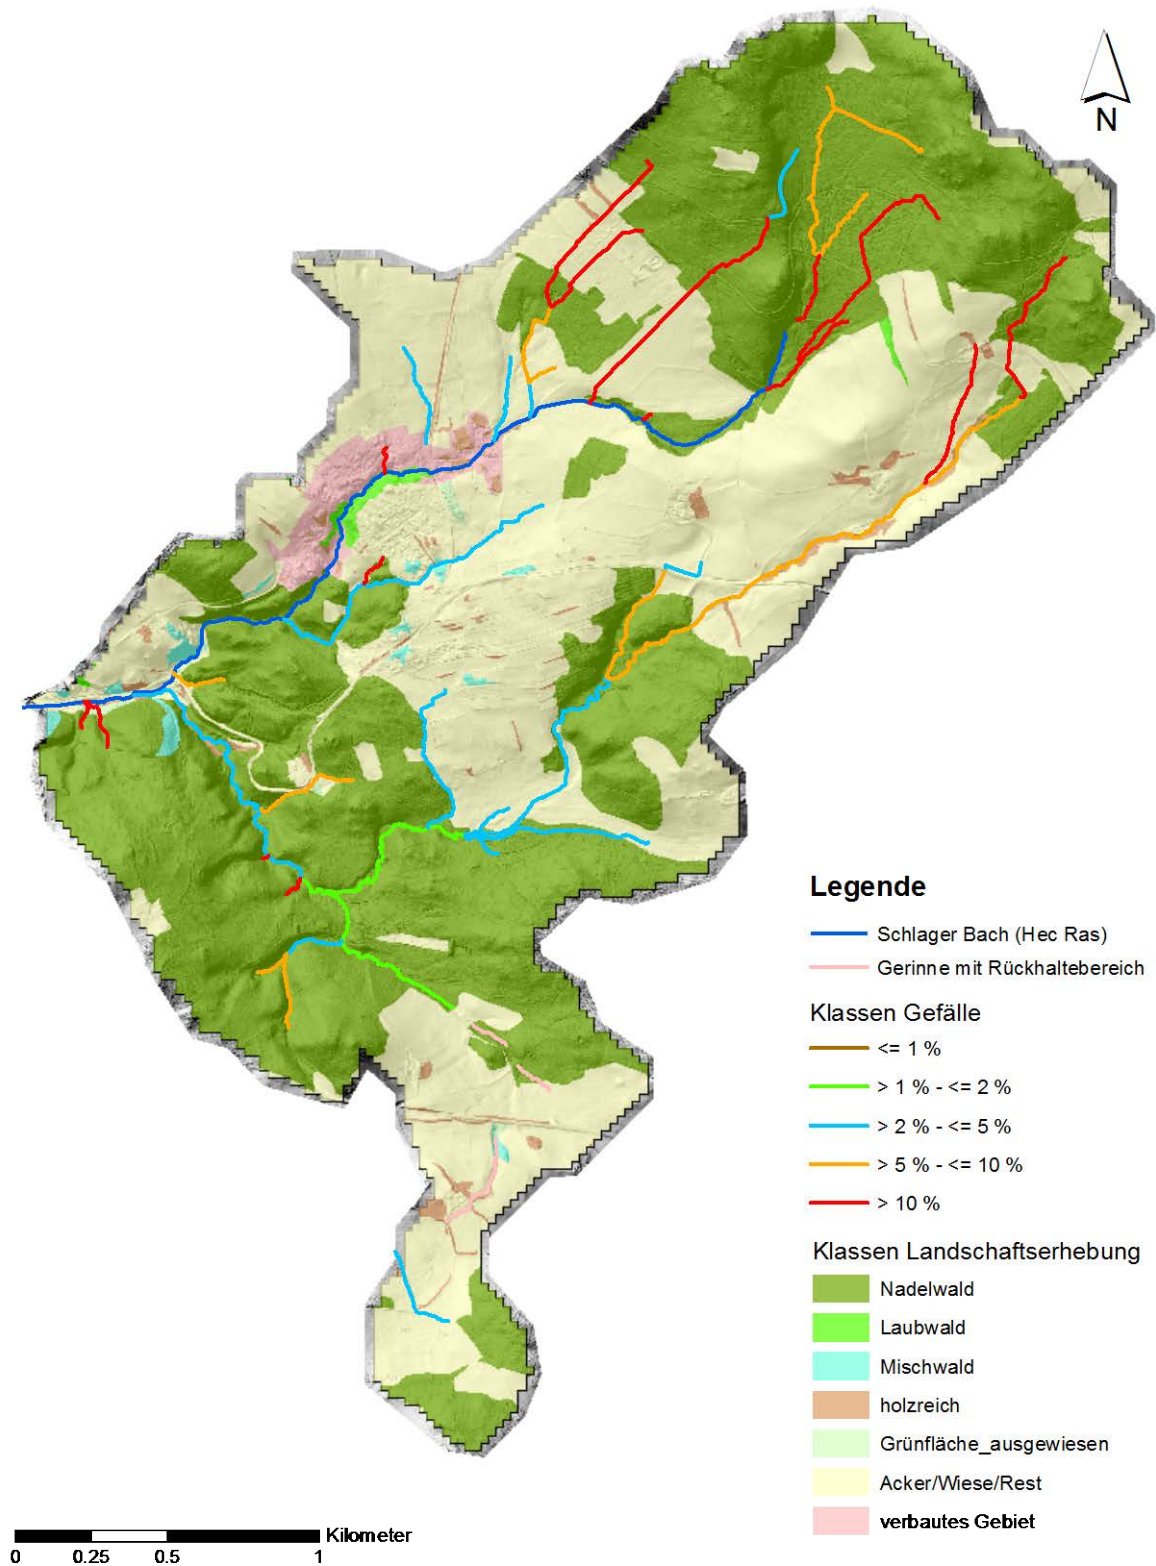 N
Legende
Schlager Bach (Hec Ras)
Gerinne mit Rückhaltebereich
Klassen Gefälle
<= 1 %
> 1 % - <= 2 %
> 2 % - <= 5 %
> 5 % - <= 10 %
> 10 %
Klassen Landschaftserhebung
Nadelwald
Laubwald
Mischwald
holzreich
Grünfläche_ausgewiesen
Acker/Wiese/Rest
verbautes Gebiet
Kilometer
0 0.25 0.5 1